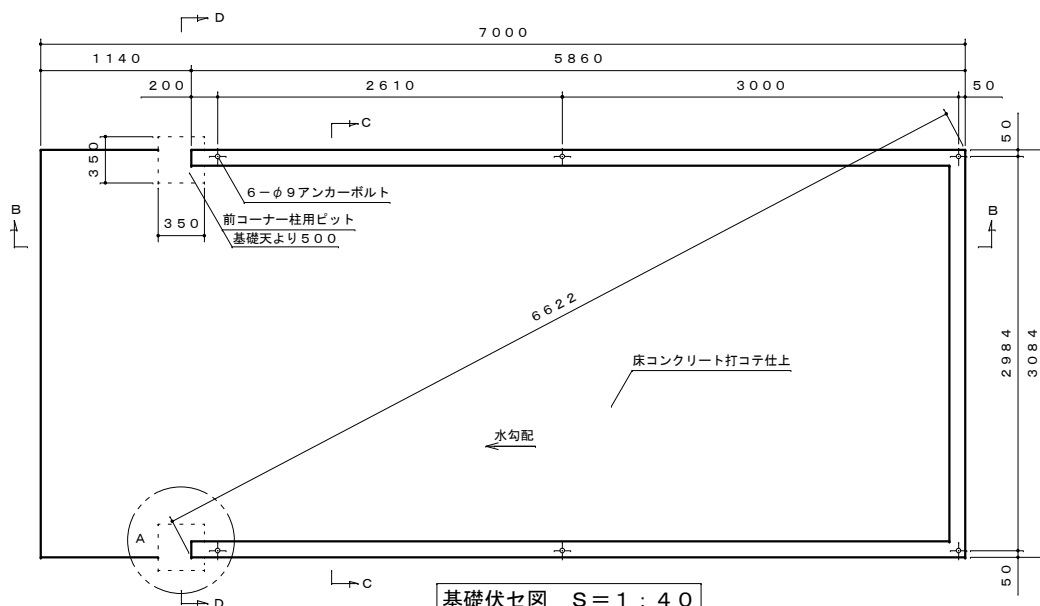 D
7000
1140
5860
200
2610
3000
50
C
50
350
6-φ9アンカーボルト
B
前コーナー柱用ピット
B
350
基礎天より500
6622
2984
3084
床コンクリート打コテ仕上
水勾配
A
50
C
D
基礎伏セ図 S=1:40